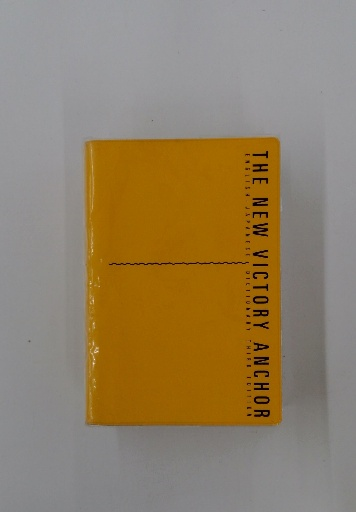 THE NEW VICTORY ANCHOR
ENGLISH JAPANESE DICTIONARY THIRD EDITION